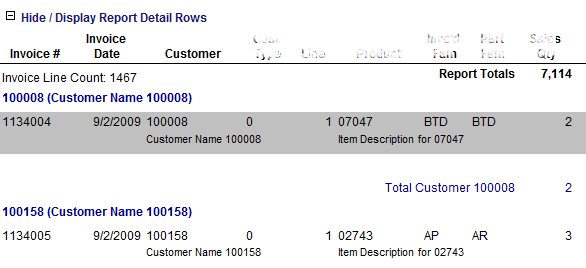 Hide / Display Report Detail Rows
Invoice # Invoice Date Customer Cust Type Line Product Invc'd Fam Part Fam Sales Qty
Invoice Line Count: 1467 Report Totals 7,114
100008 (Customer Name 100008)
1134004 9/2/2009 100008 0 1 07047 BTD BTD 2
Customer Name 100008 Item Description for 07047
Total Customer 100008 2
100158 (Customer Name 100158)
1134005 9/2/2009 100158 0 1 02743 AP AR 3
Customer Name 100158 Item Description for 02743